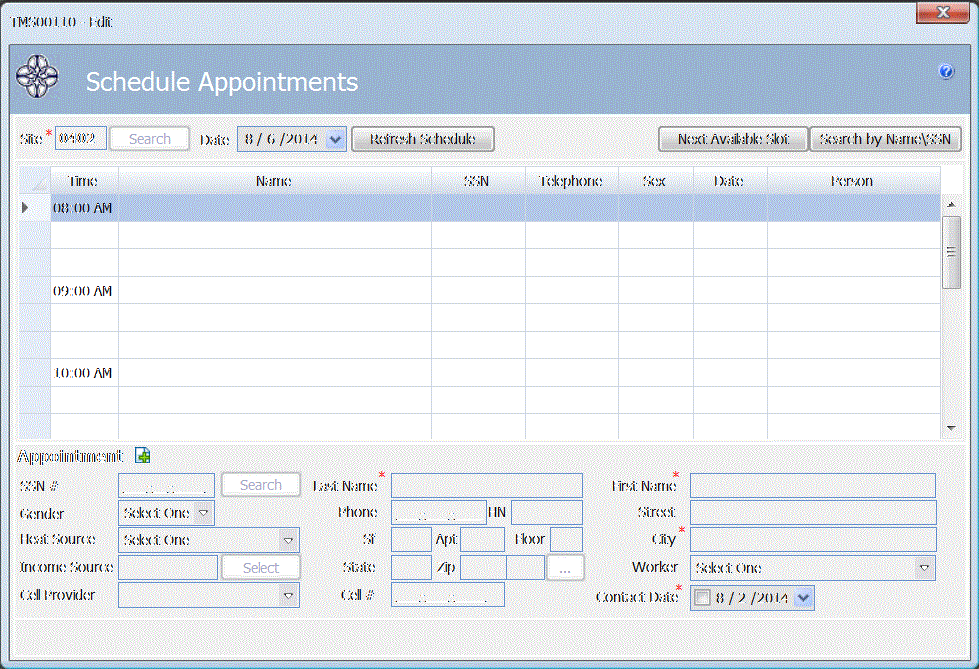 TMS00110 - Edit
Schedule Appointments
Site * 0402 Search Date 8 / 6 /2014 Refresh Schedule Next Available Slot Search by Name\SSN
Time Name SSN Telephone Sex Date Person
08:00 AM
09:00 AM
10:00 AM
Appointment
SSN # Search Last Name * First Name *
Gender Select One Phone HN Street
Heat Source Select One SF Apt Floor City *
Income Source Select State Zip ... Worker Select One
Cell Provider Cell # Contact Date * 8 / 2 /2014